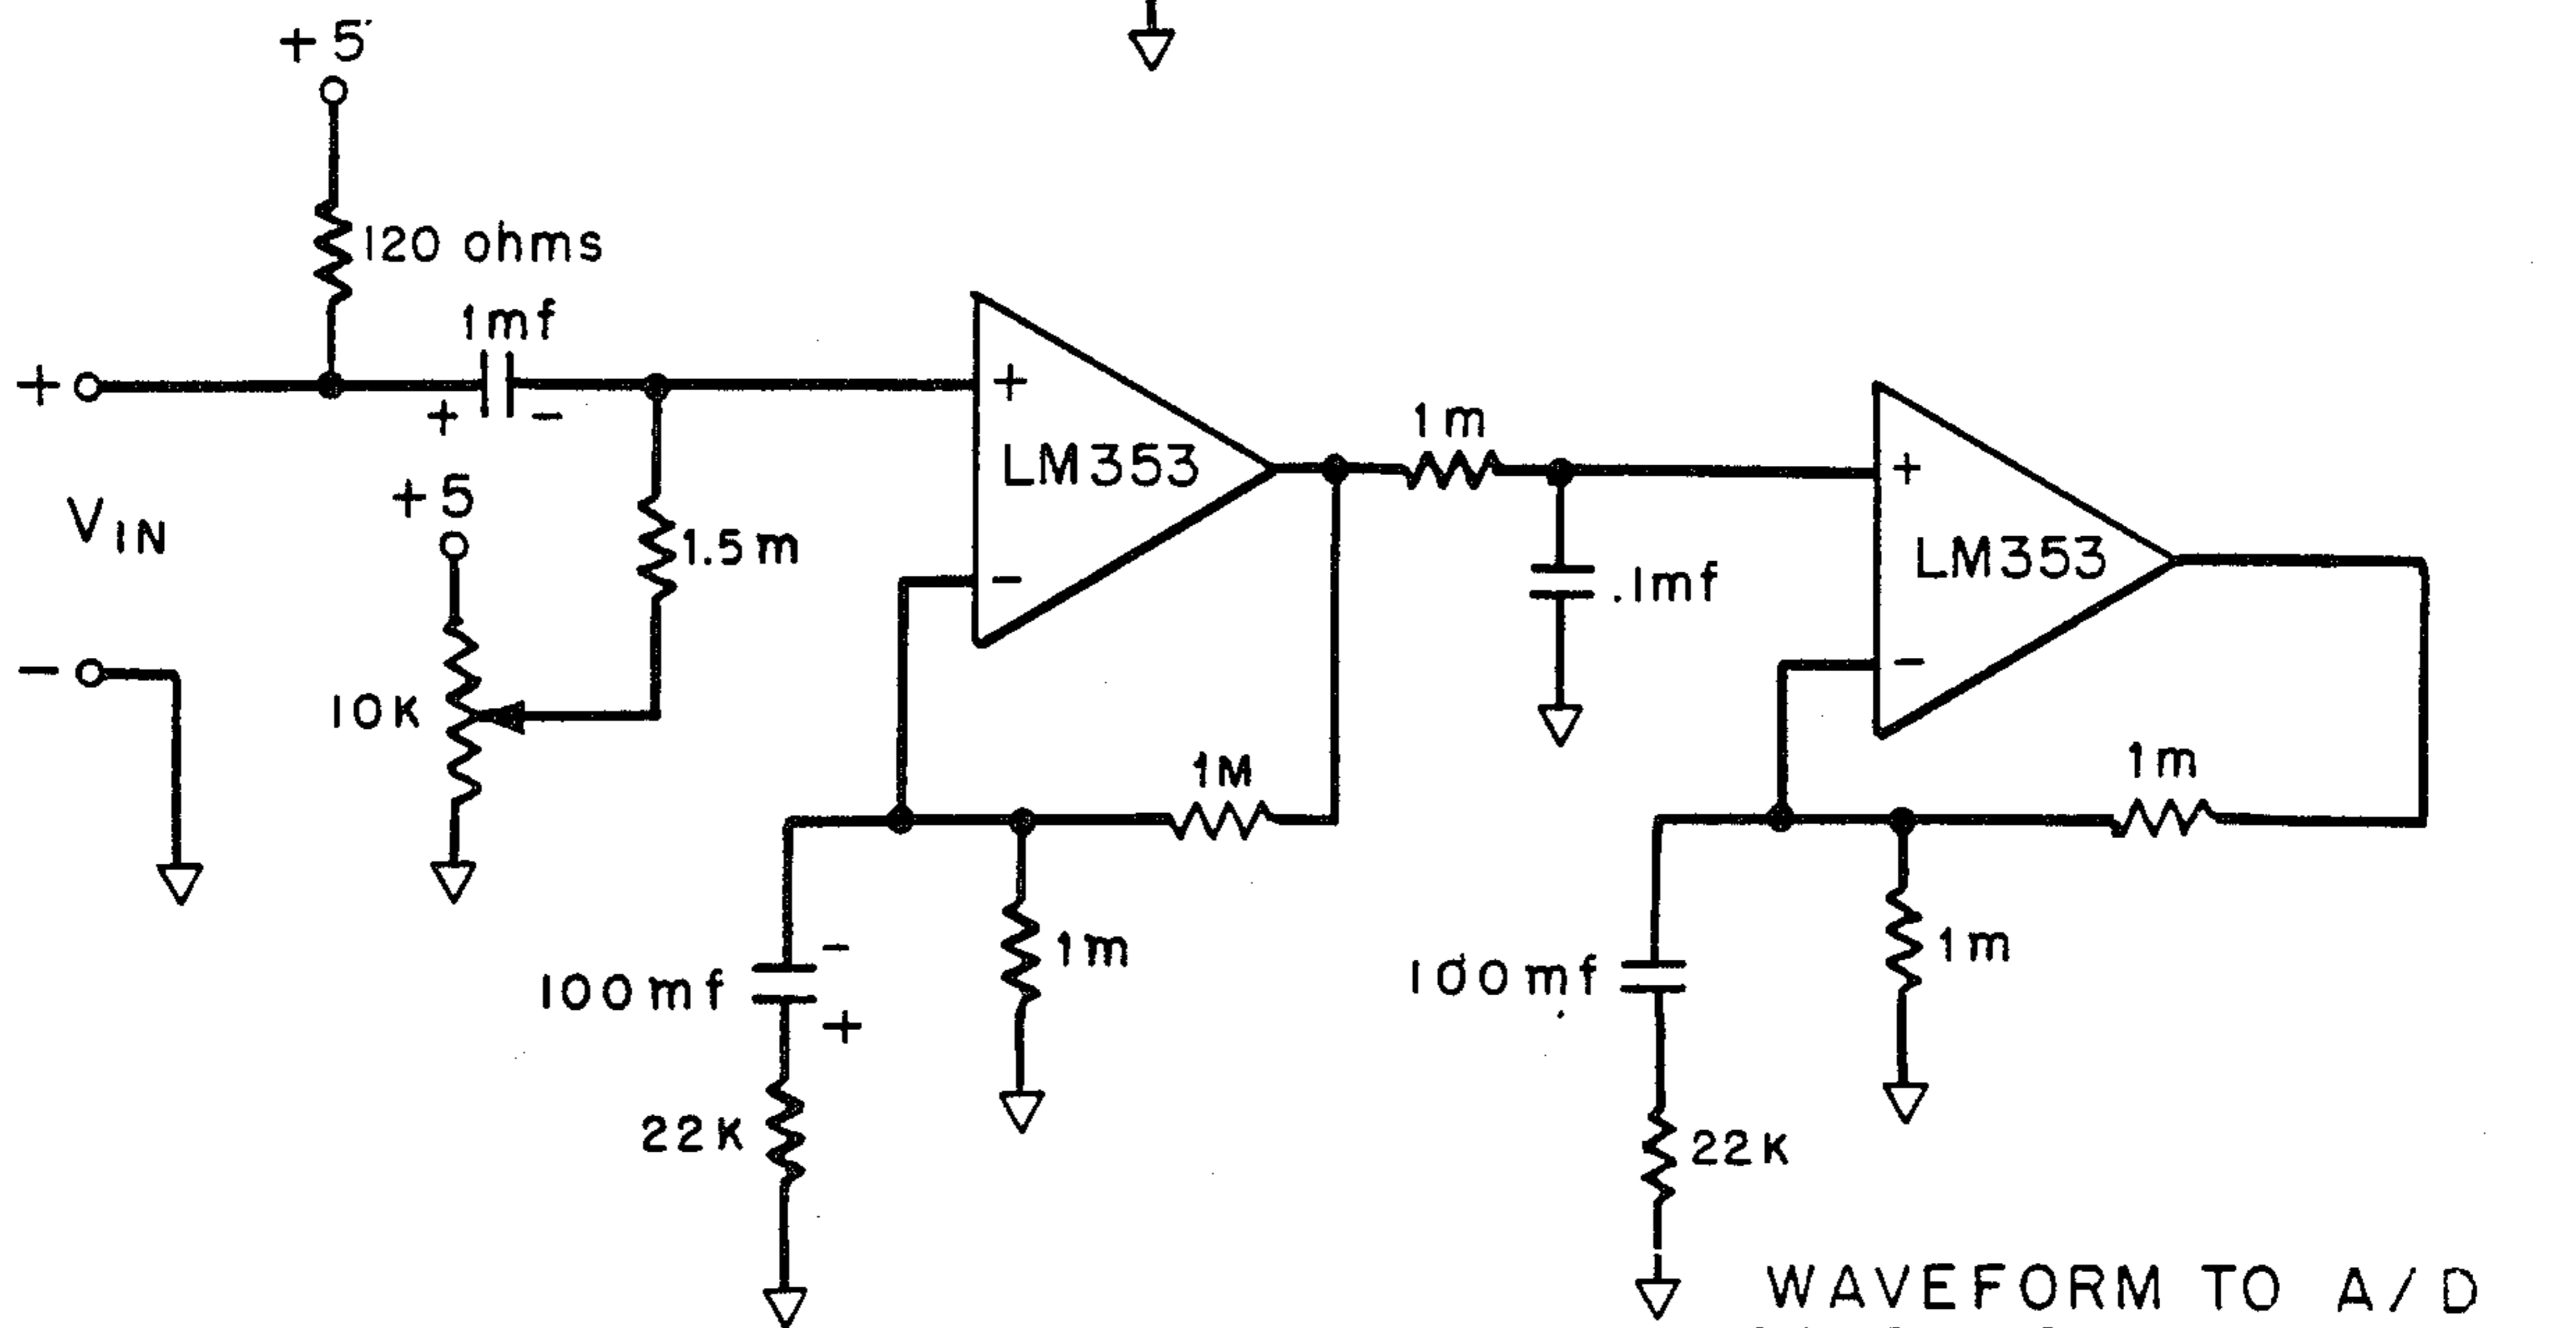 +5
120 ohms
1mf
+
+ -
+
LM353
-
1m
+
LM353
-
+5
VIN
1.5m
.1mf
-
10K
1M
1m
-
100mf
+
1m
100mf
1m
22K
22K
WAVEFORM TO A/D